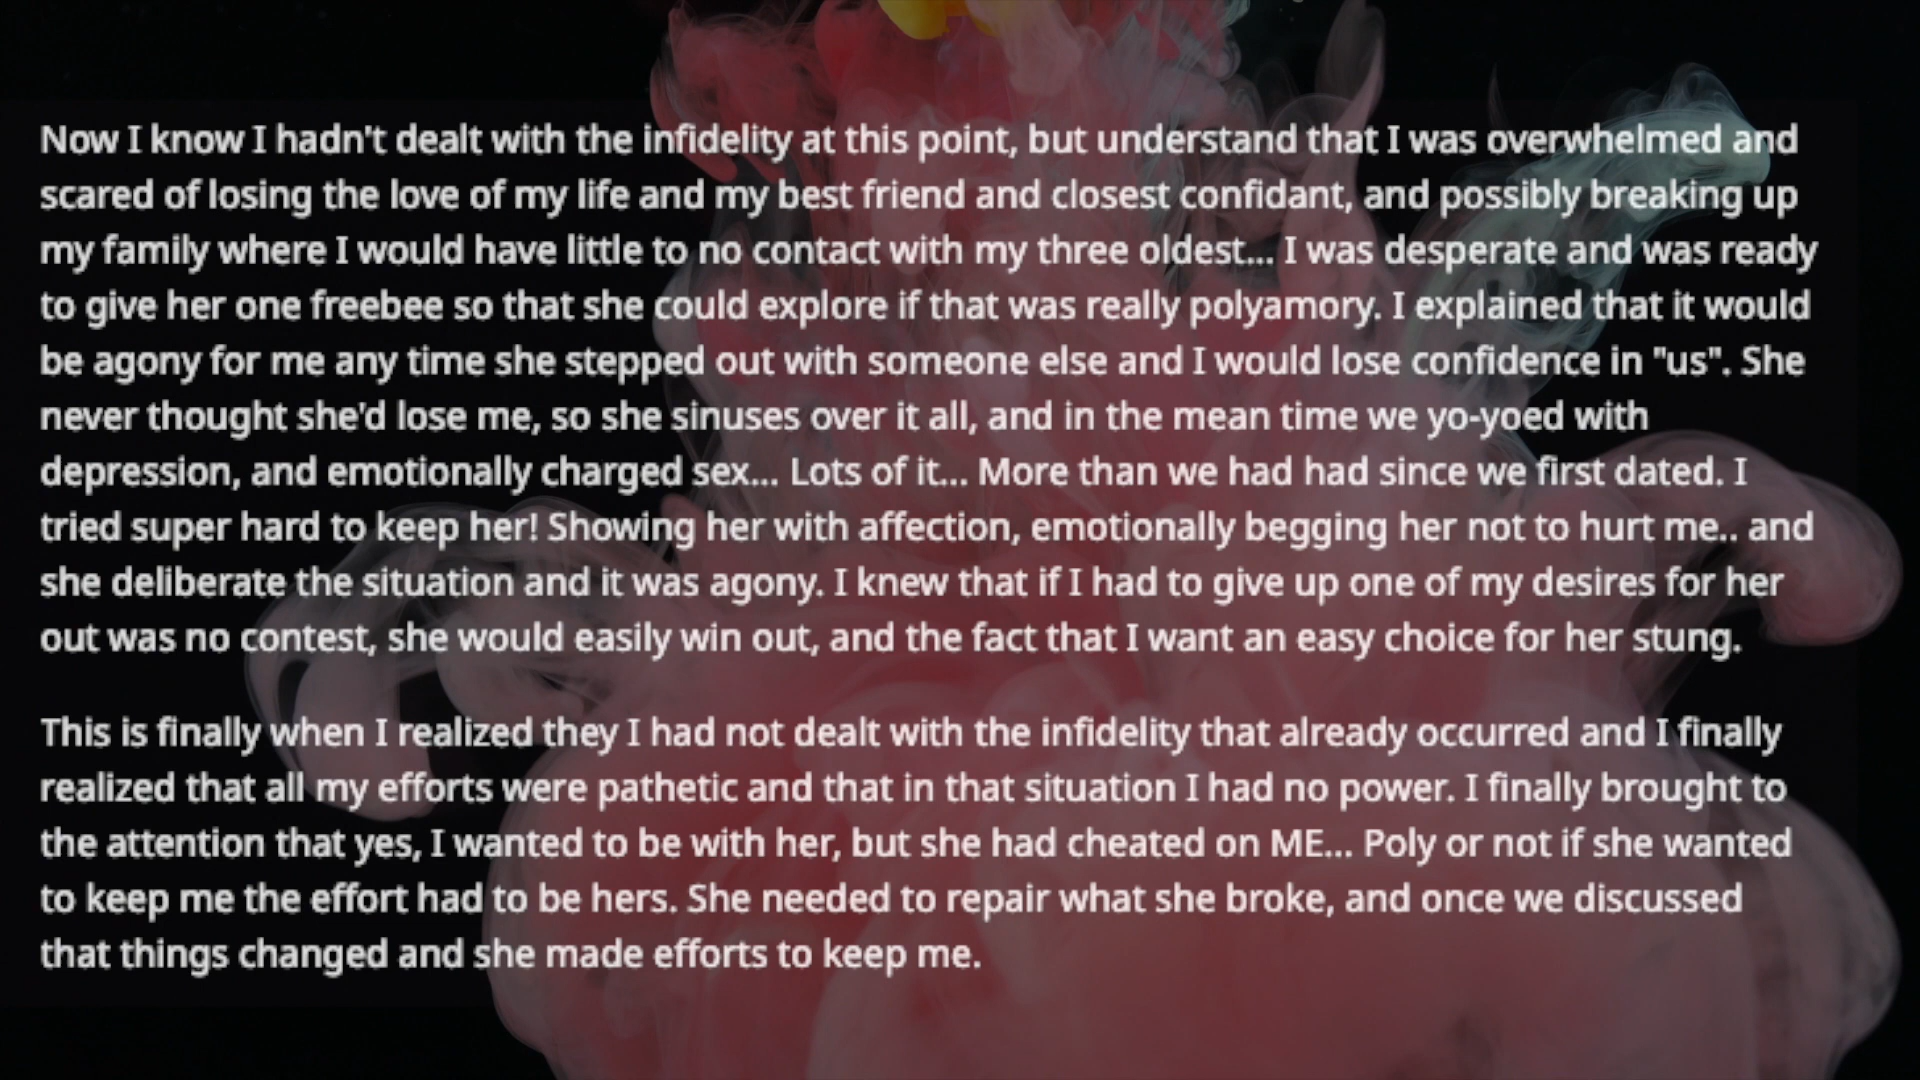 Now I know I hadn't dealt with the infidelity at this point, but understand that I was overwhelmed and
scared of losing the love of my life and my best friend and closest confidant, and possibly breaking up
my family where I would have little to no contact with my three oldest... I was desperate and was ready
to give her one freebee so that she could explore if that was really polyamory. I explained that it would
be agony for me any time she stepped out with someone else and I would lose confidence in "us". She
never thought she'd lose me, so she sinuses over it all, and in the mean time we yo-yoed with
depression, and emotionally charged sex... Lots of it... More than we had had since we first dated. I
tried super hard to keep her! Showing her with affection, emotionally begging her not to hurt me.. and
she deliberate the situation and it was agony. I knew that if I had to give up one of my desires for her
out was no contest, she would easily win out, and the fact that I want an easy choice for her stung.
This is finally when I realized they I had not dealt with the infidelity that already occurred and I finally
realized that all my efforts were pathetic and that in that situation I had no power. I finally brought to
the attention that yes, I wanted to be with her, but she had cheated on ME... Poly or not if she wanted
to keep me the effort had to be hers. She needed to repair what she broke, and once we discussed
that things changed and she made efforts to keep me.